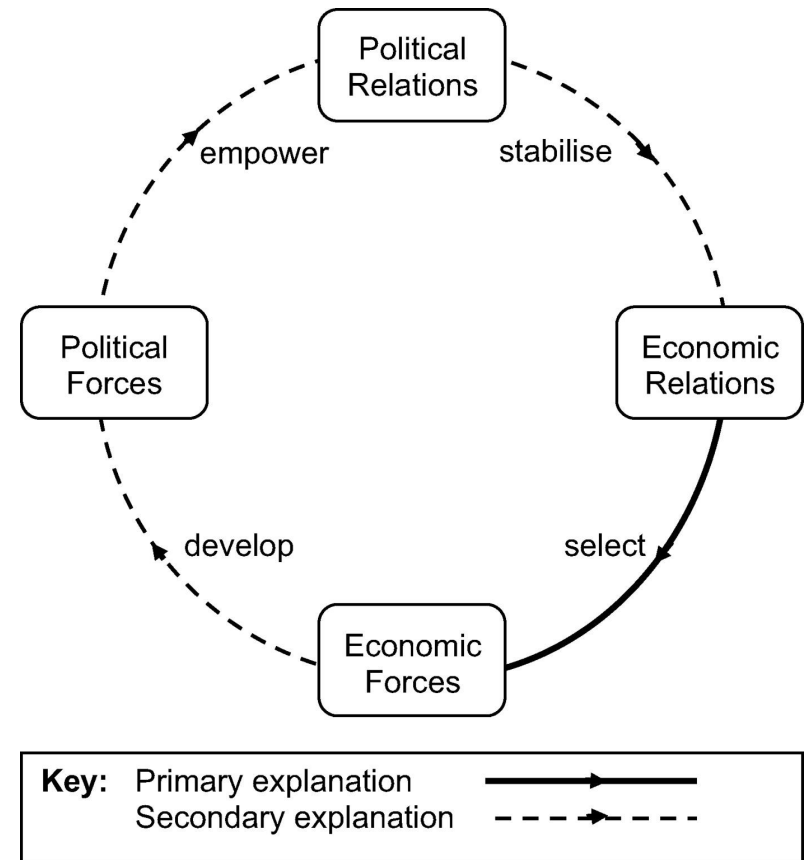 Political
Relations
empower
stabilise
Political
Forces
Economic
Relations
develop
select
Economic
Forces
Key: Primary explanation
Secondary explanation